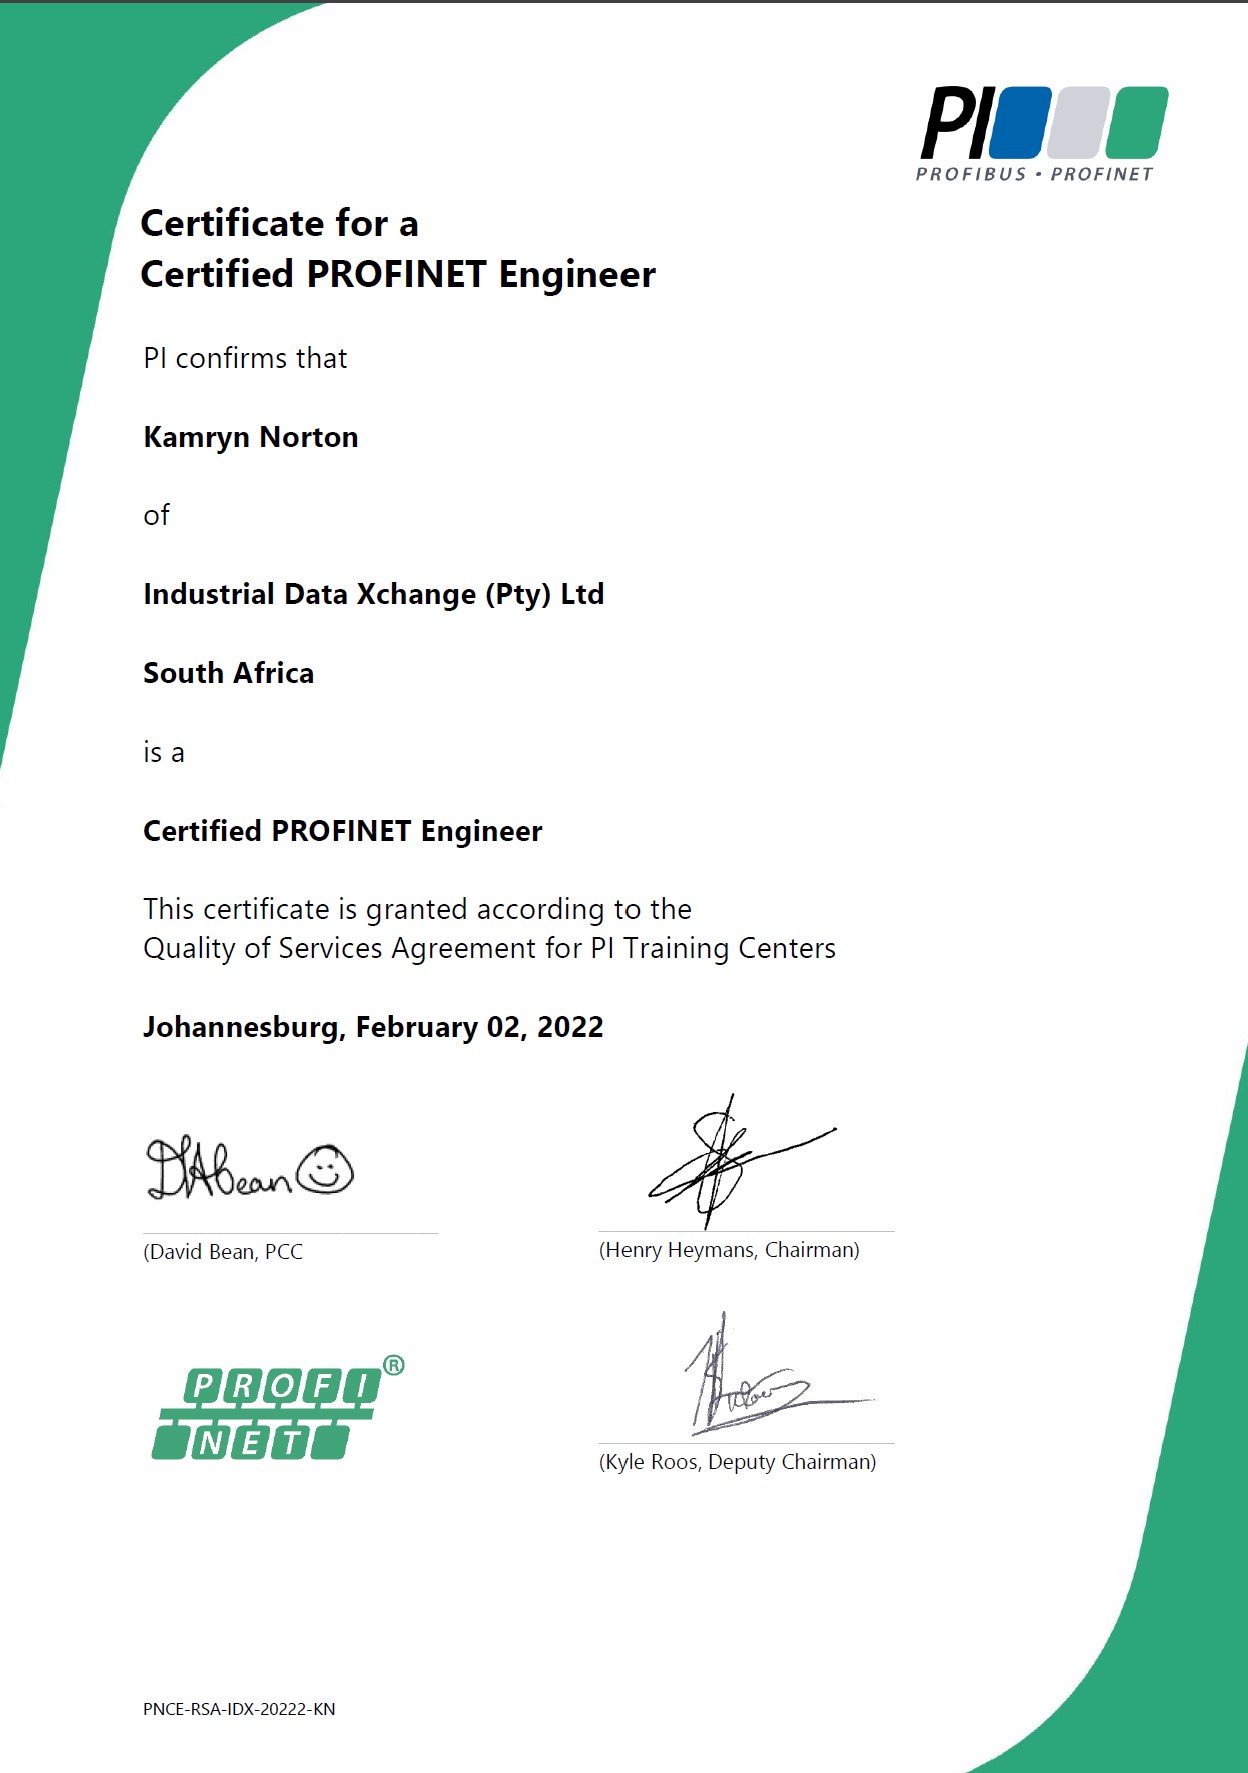 PI
PROFIBUS • PROFINET
Certificate for a
Certified PROFINET Engineer
PI confirms that
Kamryn Norton
of
Industrial Data Xchange (Pty) Ltd
South Africa
is a
Certified PROFINET Engineer
This certificate is granted according to the
Quality of Services Agreement for PI Training Centers
Johannesburg, February 02, 2022
DABean
(David Bean, PCC
(Henry Heymans, Chairman)
PROFI®
NET
(Kyle Roos, Deputy Chairman)
PNCE-RSA-IDX-20222-KN